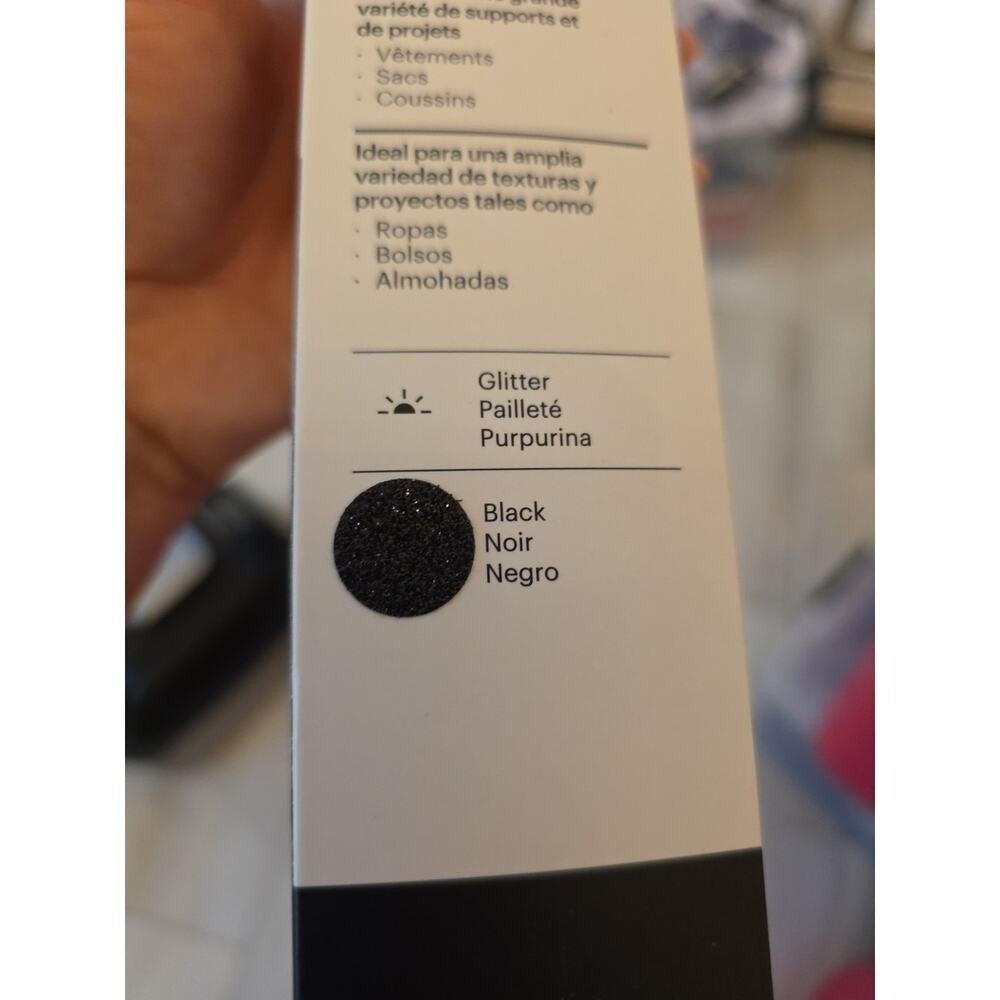 grande
variété de supports et
de projets
· Vêtements
· Sacs
· Coussins
Ideal para una amplia
variedad de texturas y
proyectos tales como
· Ropas
· Bolsos
· Almohadas
Glitter
Pailleté
Purpurina
Black
Noir
Negro